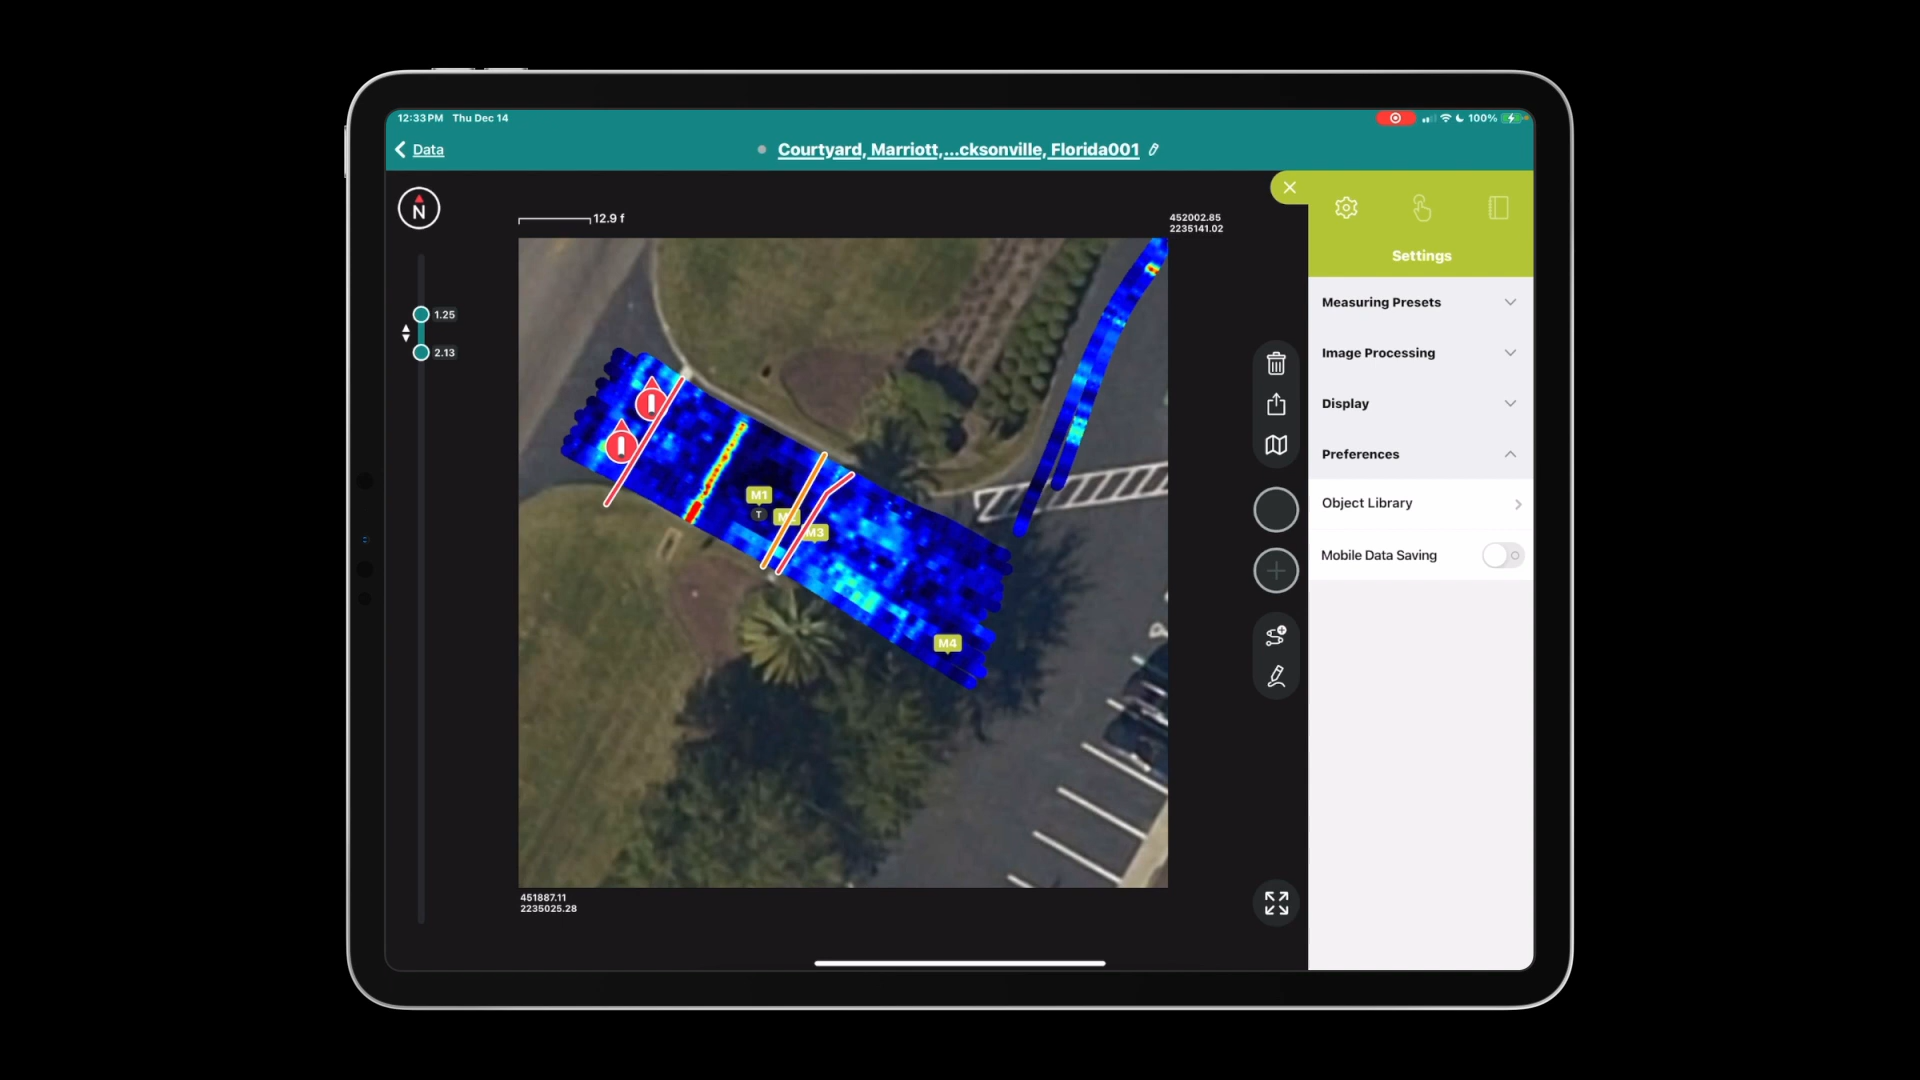 12:33 PM Thu Dec 14
100%
Data
Courtyard, Marriott,...cksonville, Florida001
N
12.9 f
452002.85
2235141.02
Settings
1.25
2.13
Measuring Presets
Image Processing
Display
Preferences
Object Library
Mobile Data Saving
M1
T
M3
M4
451887.11
2235025.28